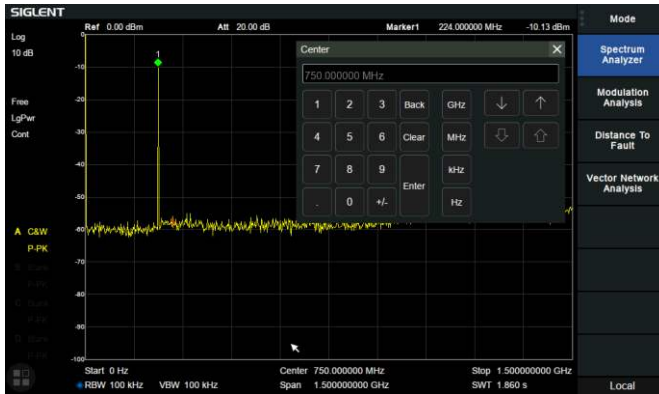 SIGLENT
Ref 0.00 dBm Att 20.00 dB Marker1 224.000000 MHz -10.13 dBm
Log
10 dB
Free
LgPwr
Cont
A C&W
P-PK
0
-10
-20
-30
-40
-50
-60
-70
-80
-90
-100
1
Center
750.000000 MHz
1 2 3 Back GHz
4 5 6 Clear MHz
7 8 9 Enter kHz
. 0 +/- Hz
Start 0 Hz Center 750.000000 MHz Stop 1.500000000 GHz
RBW 100 kHz VBW 100 kHz Span 1.500000000 GHz SWT 1.860 s
Mode
Spectrum
Analyzer
Modulation
Analysis
Distance To
Fault
Vector Network
Analysis
Local